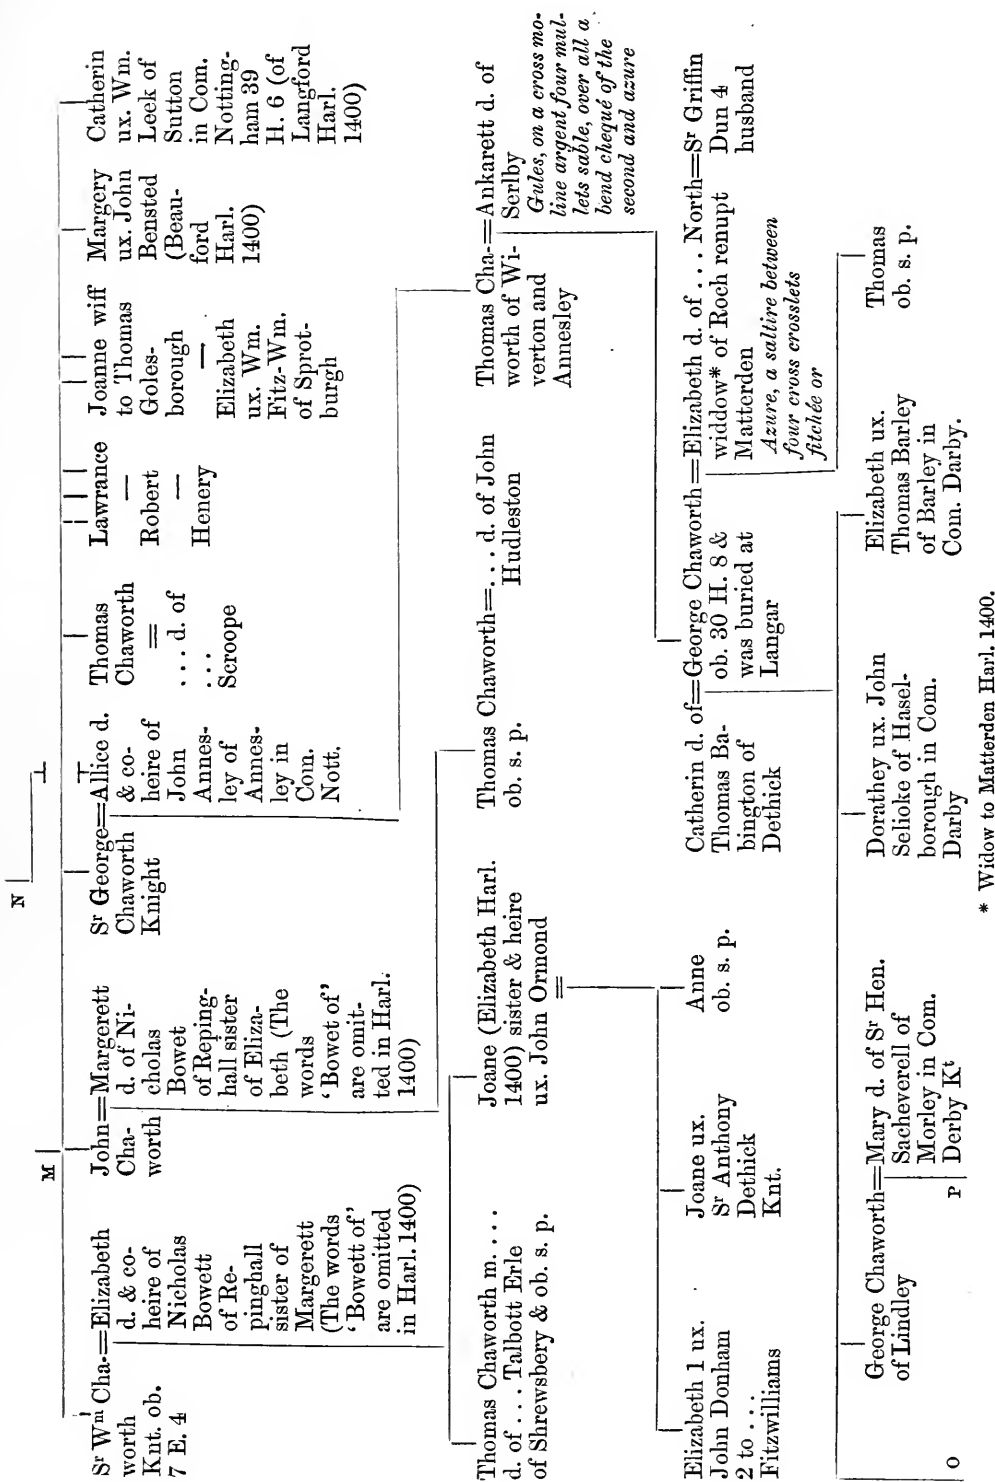 N
M
Sr Wm Cha-=Elizabeth
worth
Knt. ob.
7 E. 4
d. & co-
heire of
Nicholas
Bowett
of Re-
pinghall
sister of
Margerett
(The words
‘Bowett of’
are omitted
in Harl. 1400)
John=Margerett
Cha-
worth
d. of Ni-
cholas
Bowet
of Reping-
hall sister
of Eliza-
beth (The
words
‘Bowet of’
are omit-
ted in Harl.
1400)
Sr George=Allice d.
Chaworth
Knight
& co-
heire of
John
Annes-
ley of
Annes-
ley in
Com.
Nott.
Thomas
Chaworth
=
... d. of
...
Scroope
Lawrance
—
Robert
—
Henery
Joanne wiff
to Thomas
Goles-
borough
—
Elizabeth
ux. Wm.
Fitz-Wm.
of Sprot-
burgh
Margery
ux. John
Bensted
(Beau-
ford
Harl.
1400)
Catherin
ux. Wm.
Leek of
Sutton
in Com.
Notting-
ham 39
H. 6 (of
Langford
Harl.
1400)
Thomas Chaworth m. ....
d. of ... Talbott Erle
of Shrewsbery & ob. s. p.
Joane (Elizabeth Harl.
1400) sister & heire
ux. John Ormond
=
Thomas Chaworth=... d. of John
ob. s. p.
Hudleston
Thomas Cha-=Ankarett d. of
worth of Wi-
verton and
Annesley
Serlby
Gules, on a cross mo-
line argent four mul-
lets sable, over all a
bend chequé of the
second and azure
Elizabeth 1 ux.
John Donham
2 to ...
Fitzwilliams
Joane ux.
Sr Anthony
Dethick
Knt.
Anne
ob. s. p.
Catherin d. of=George Chaworth=Elizabeth d. of ... North=Sr Griffin
Thomas Ba-
bington of
Dethick
ob. 30 H. 8 &
was buried at
Langar
widdow* of Roch renupt
Matterden
Azure, a saltire between
four cross crosslets
fitchée or
Dun 4
husband
O
George Chaworth=Mary d. of Sr Hen.
of Lindley
Sacheverell of
Morley in Com.
Derby Kt
P
Dorathey ux. John
Selioke of Hasel-
borough in Com.
Darby
Elizabeth ux.
Thomas Barley
of Barley in
Com. Darby.
Thomas
ob. s. p.
* Widow to Matterden Harl. 1400.